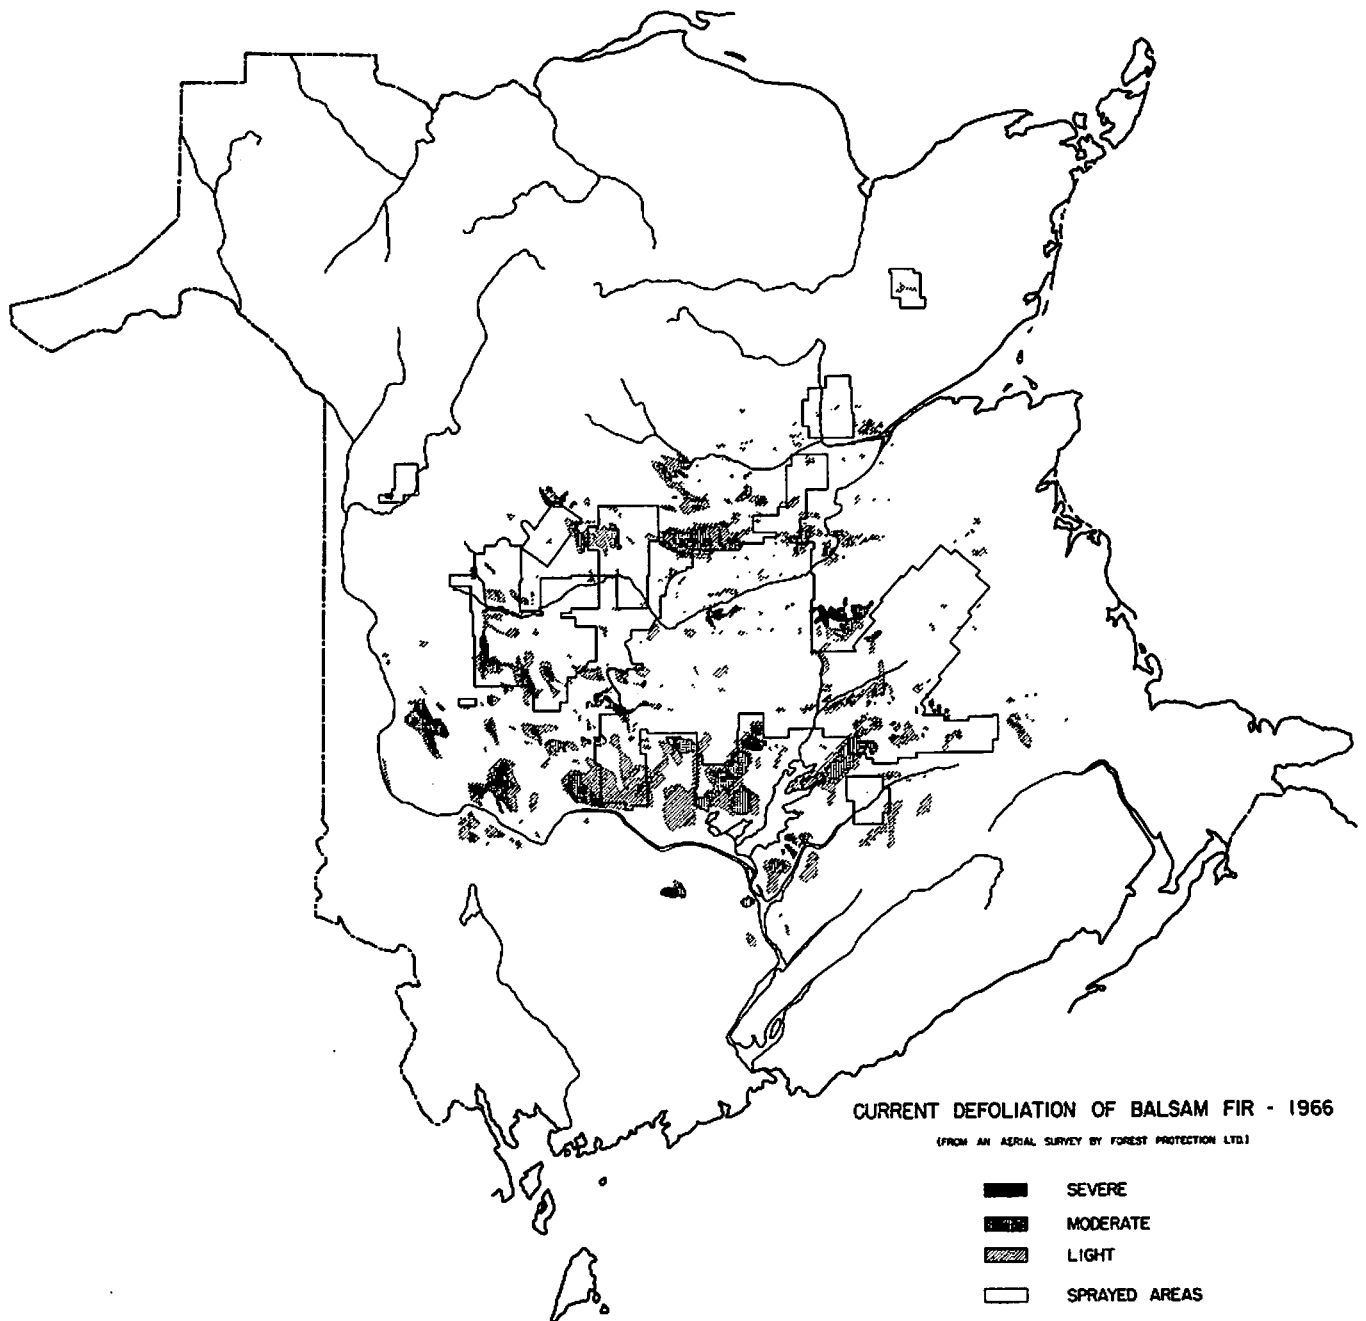 CURRENT DEFOLIATION OF BALSAM FIR - 1966
(FROM AN AERIAL SURVEY BY FOREST PROTECTION LTD.)
SEVERE
MODERATE
LIGHT
SPRAYED AREAS